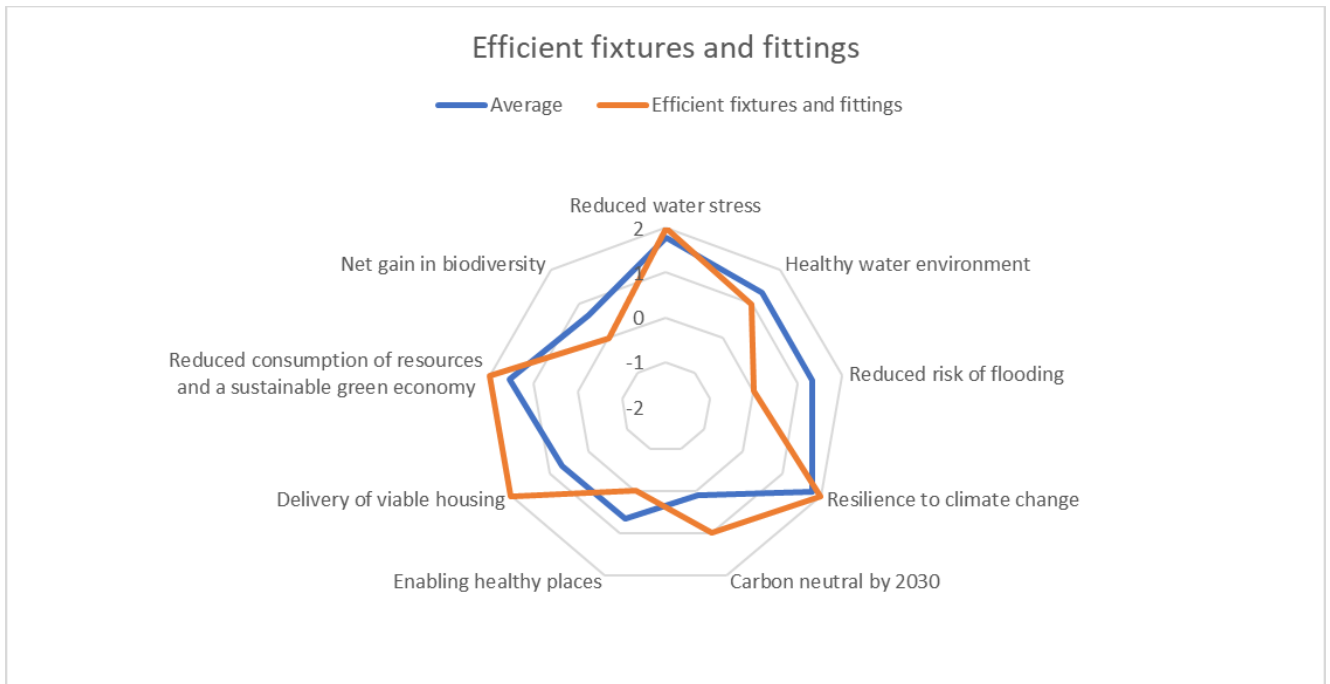 Efficient fixtures and fittings
Average
Efficient fixtures and fittings
Reduced water stress
2
Net gain in biodiversity
Healthy water environment
1
0
Reduced consumption of resources
and a sustainable green economy
Reduced risk of flooding
-1
-2
Delivery of viable housing
Resilience to climate change
Enabling healthy places
Carbon neutral by 2030